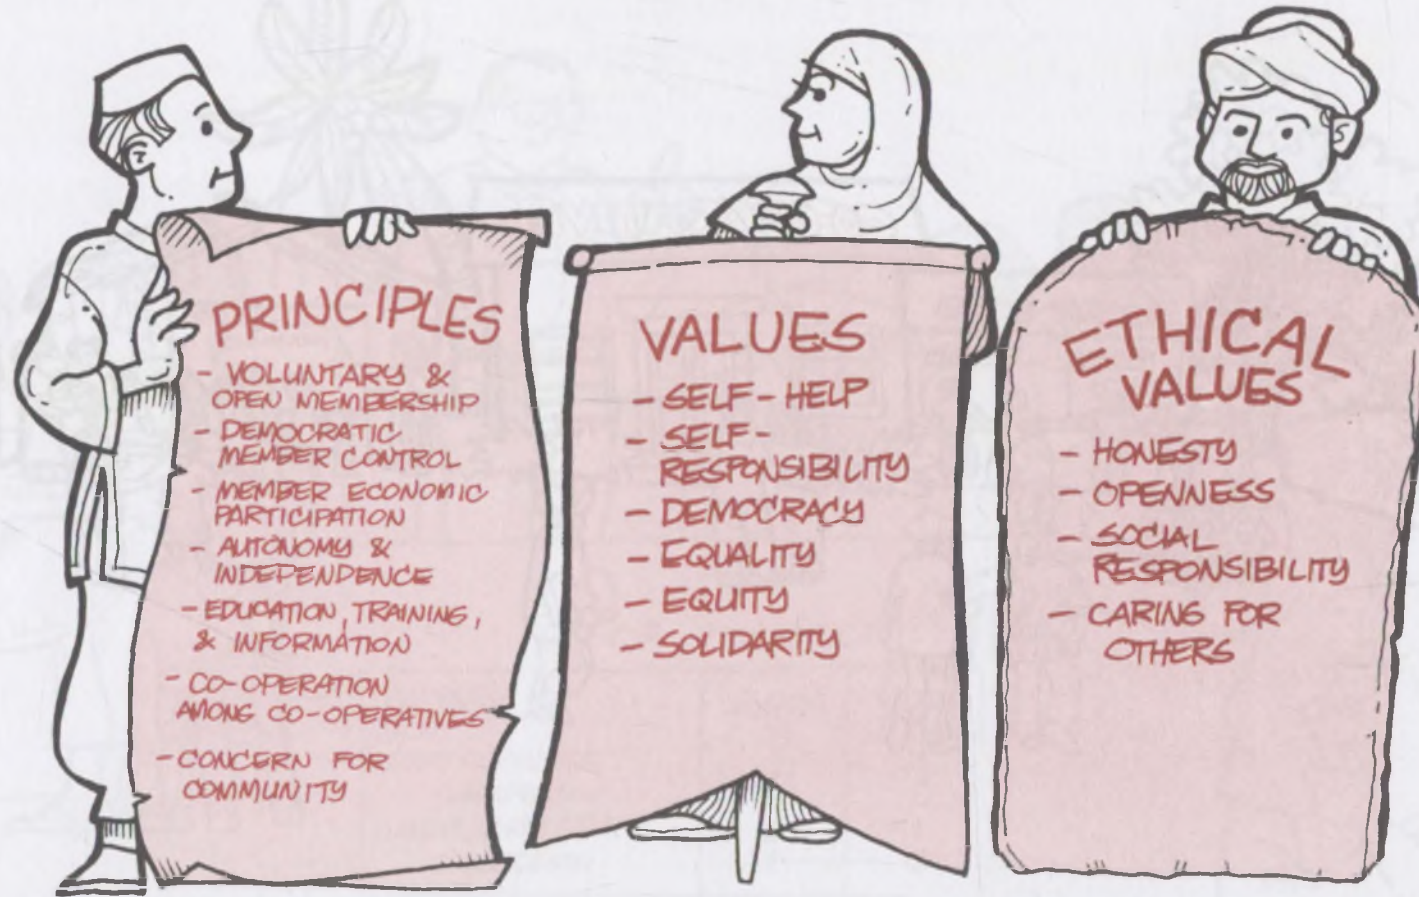 PRINCIPLES
- VOLUNTARY &
OPEN MEMBERSHIP
- DEMOCRATIC
MEMBER CONTROL
- MEMBER ECONOMIC
PARTICIPATION
- AUTONOMY &
INDEPENDENCE
- EDUCATION, TRAINING,
& INFORMATION
- CO-OPERATION
AMONG CO-OPERATIVES
- CONCERN FOR
COMMUNITY
VALUES
- SELF-HELP
- SELF-
RESPONSIBILITY
- DEMOCRACY
- EQUALITY
- EQUITY
- SOLIDARITY
ETHICAL
VALUES
- HONESTY
- OPENNESS
- SOCIAL
RESPONSIBILITY
- CARING FOR
OTHERS